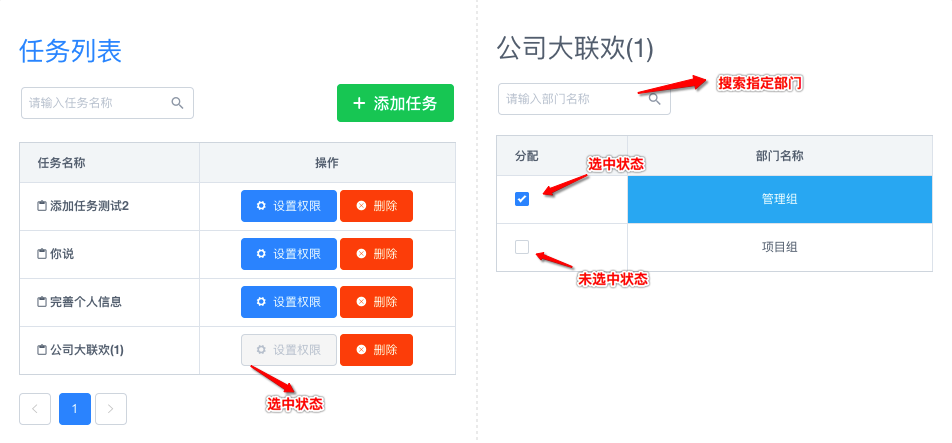 任务列表
请输入任务名称
添加任务
任务名称
操作
添加任务测试2
设置权限
删除
你说
设置权限
删除
完善个人信息
设置权限
删除
公司大联欢(1)
设置权限
删除
选中状态
1
公司大联欢(1)
请输入部门名称
搜索指定部门
分配
部门名称
选中状态
管理组
项目组
未选中状态